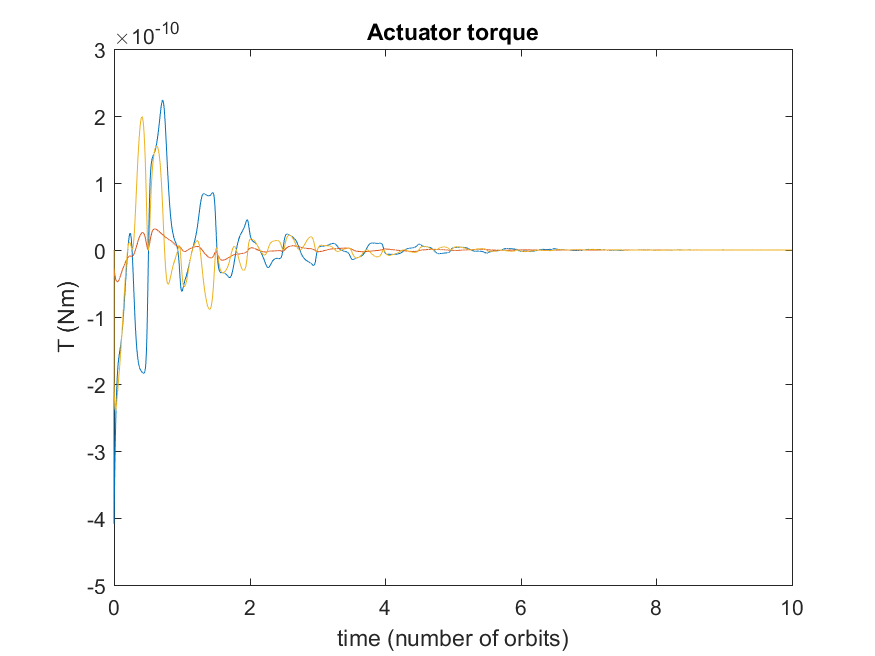 Actuator torque
×10-10
3
2
1
0
-1
-2
-3
-4
-5
T (Nm)
0 2 4 6 8 10
time (number of orbits)